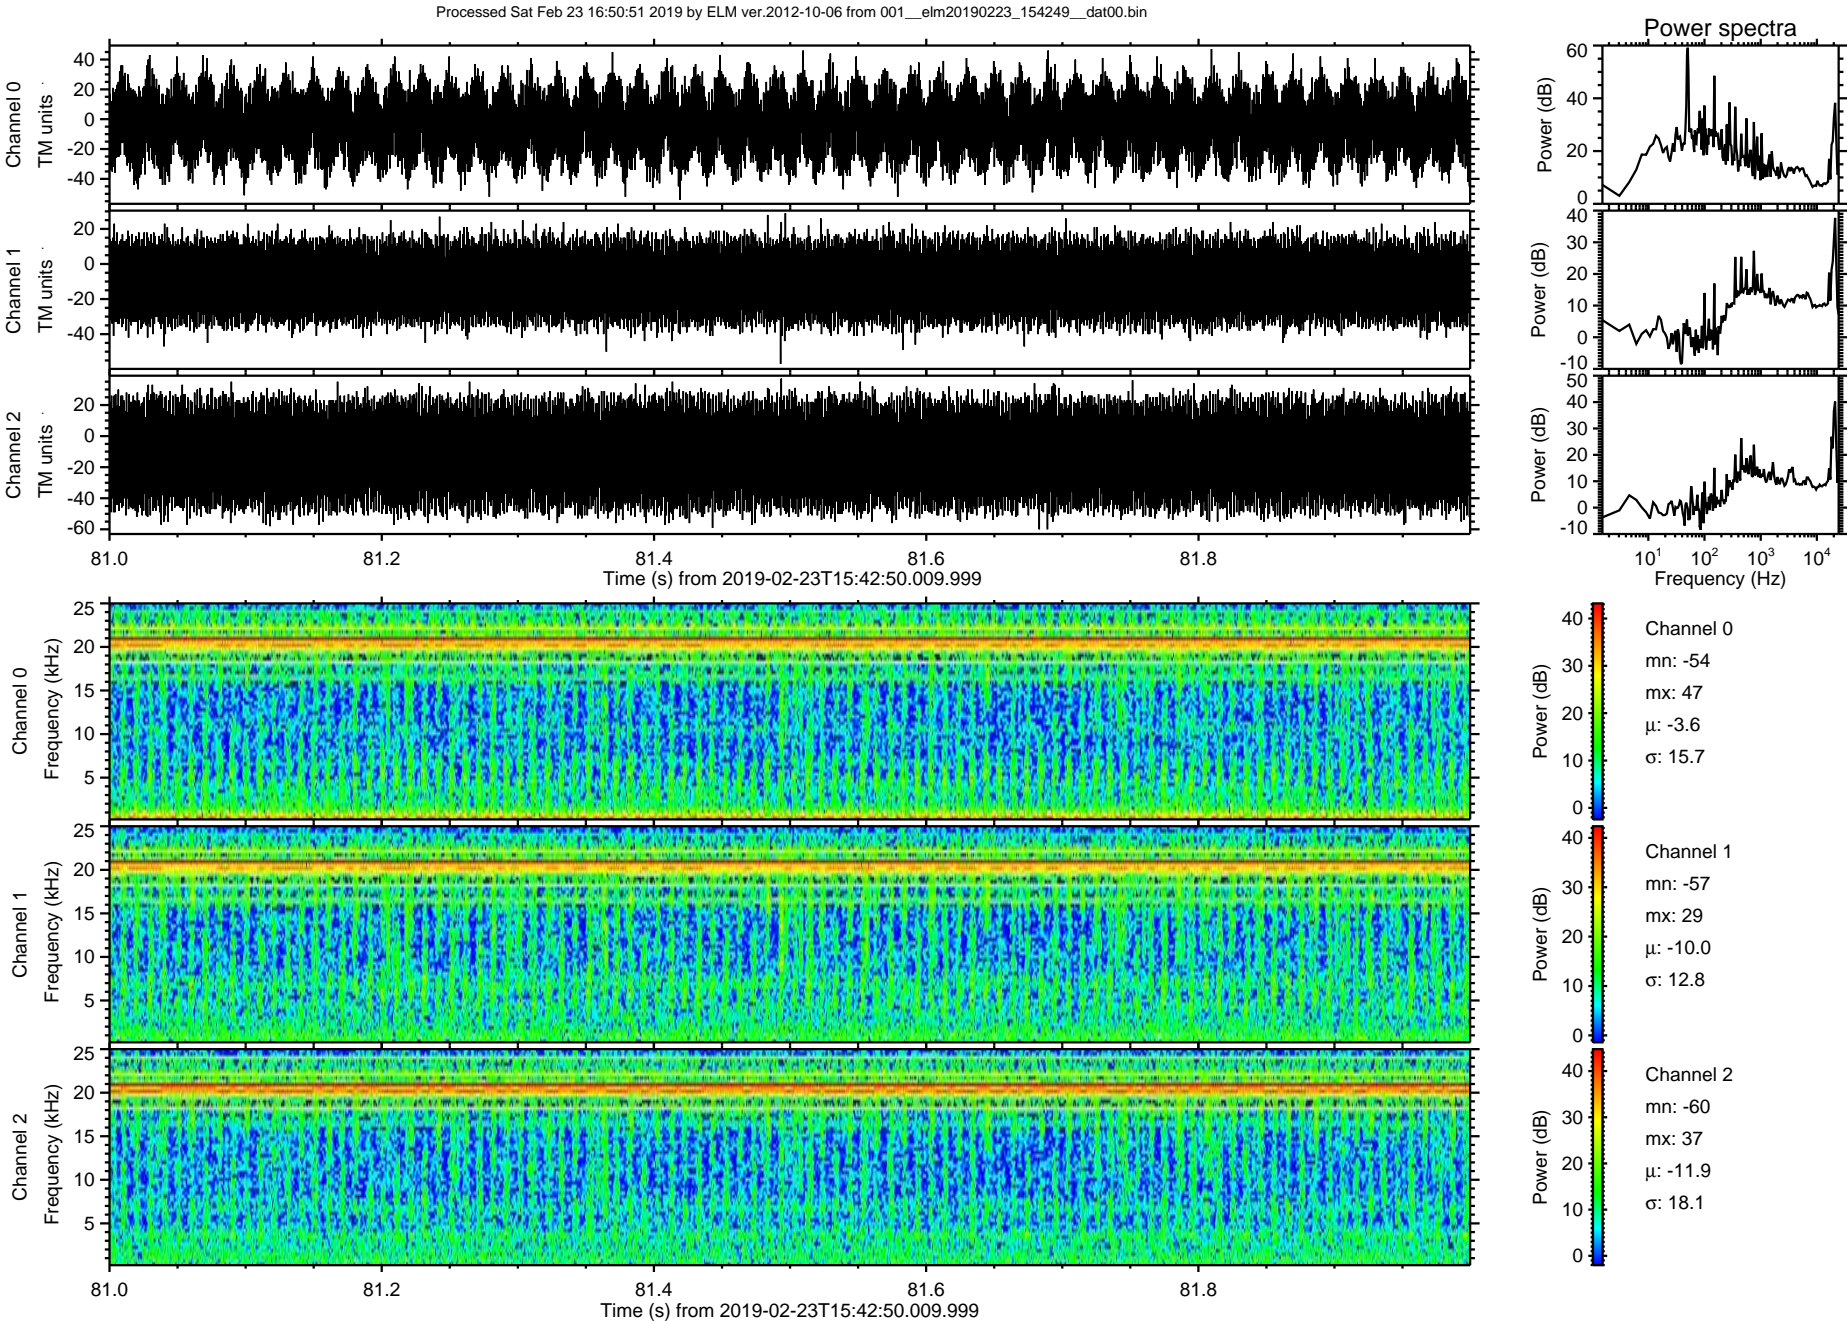 Processed Sat Feb 23 16:50:51 2019 by ELM ver.2012-10-06 from 001__elm20190223_154249__dat00.bin
Power spectra
Channel 0
TM units
40
20
0
-20
-40
Power (dB)
60
40
20
0
Channel 1
TM units
20
0
-20
-40
Power (dB)
40
30
20
10
0
-10
Channel 2
TM units
20
0
-20
-40
-60
Power (dB)
50
40
30
20
10
0
-10
81.0 81.2 81.4 81.6 81.8
Time (s) from 2019-02-23T15:42:50.009.999
10¹ 10² 10³ 10⁴
Frequency (Hz)
Channel 0
Frequency (kHz)
25
20
15
10
5
Power (dB)
40
30
20
10
0
Channel 0
mn: -54
mx: 47
μ: -3.6
σ: 15.7
Channel 1
Frequency (kHz)
25
20
15
10
5
Power (dB)
40
30
20
10
0
Channel 1
mn: -57
mx: 29
μ: -10.0
σ: 12.8
Channel 2
Frequency (kHz)
25
20
15
10
5
Power (dB)
40
30
20
10
0
Channel 2
mn: -60
mx: 37
μ: -11.9
σ: 18.1
81.0 81.2 81.4 81.6 81.8
Time (s) from 2019-02-23T15:42:50.009.999